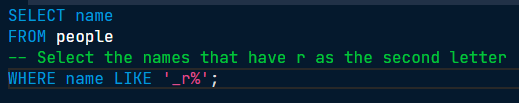 SELECT name
FROM people
-- Select the names that have r as the second letter
WHERE name LIKE '_r%';